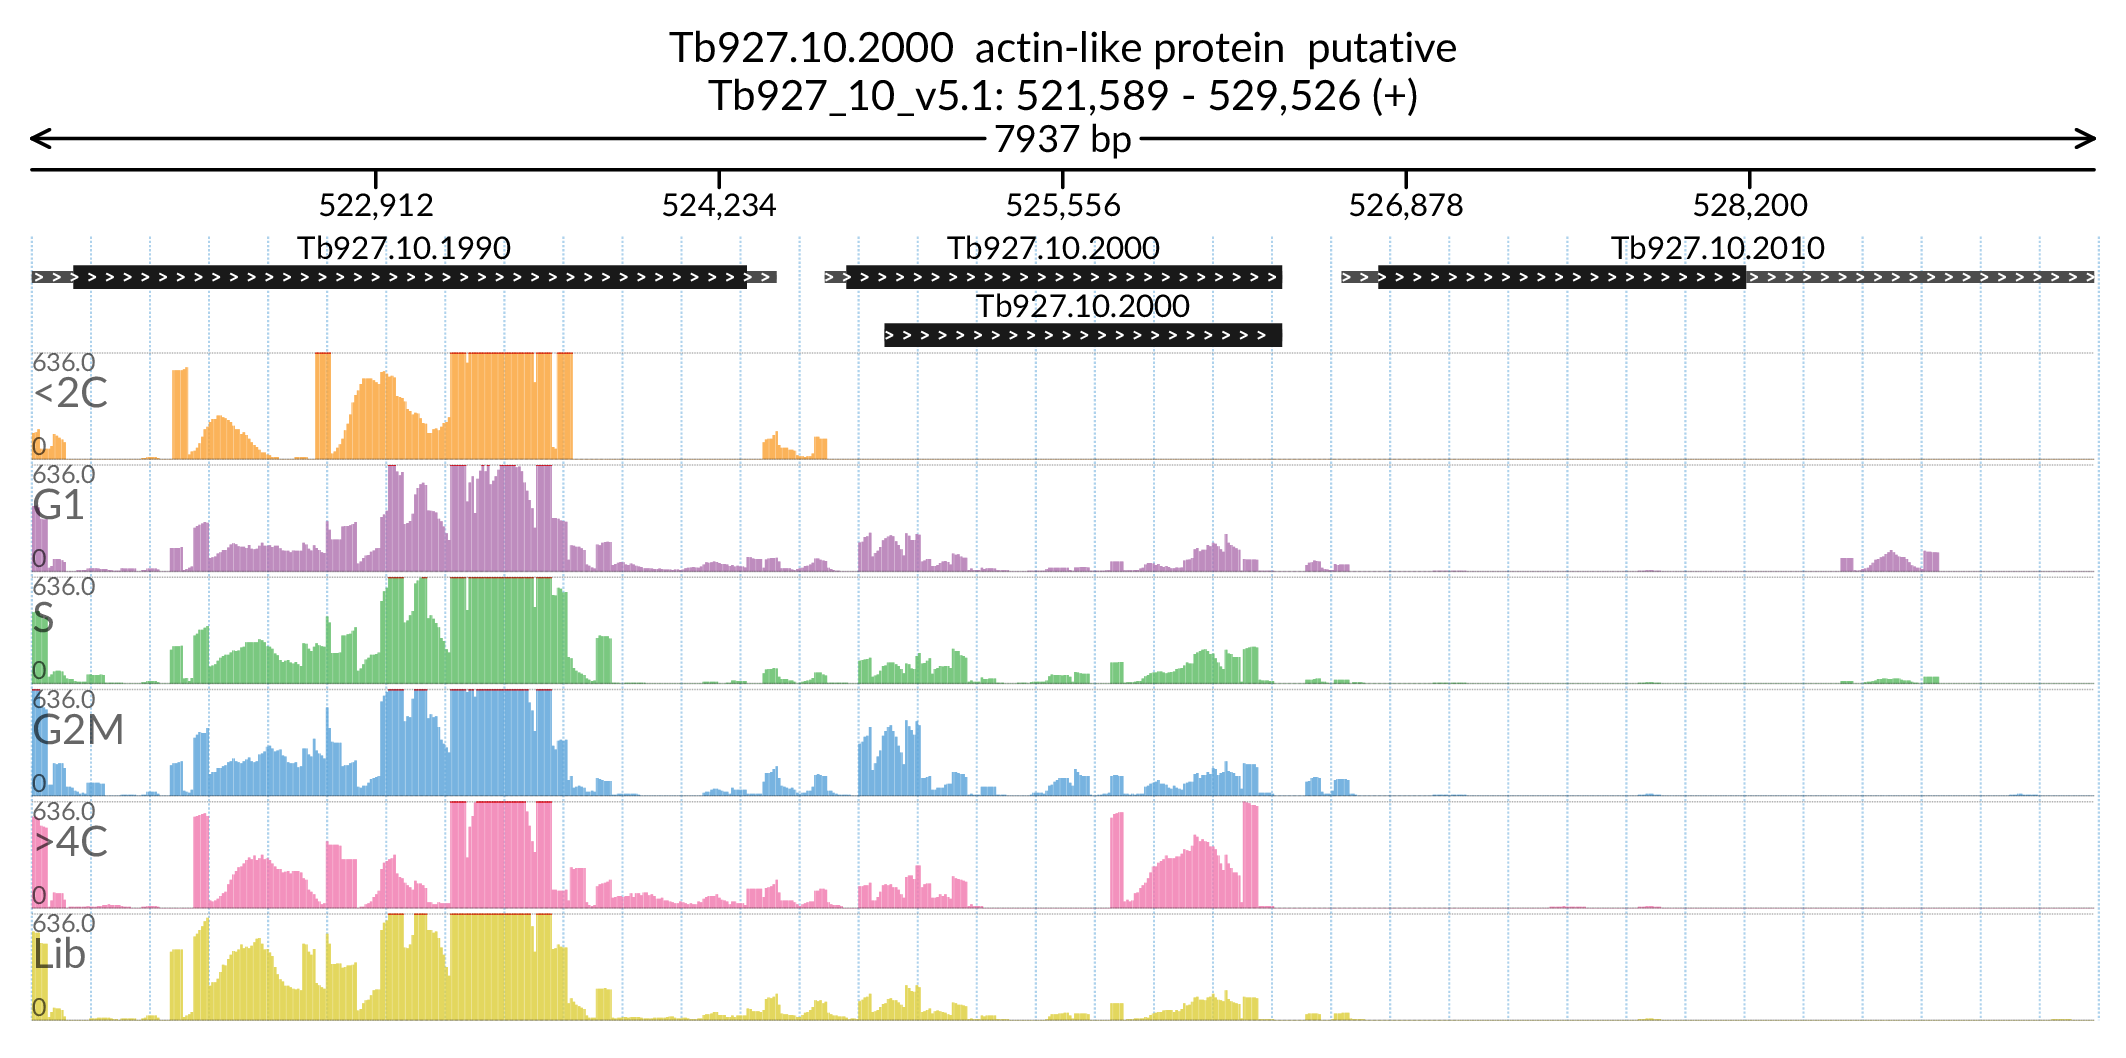 Tb927.10.2000 actin-like protein putative
Tb927_10_v5.1: 521,589 - 529,526 (+)
7937 bp
522,912 524,234 525,556 526,878 528,200
Tb927.10.1990 Tb927.10.2000 Tb927.10.2010
Tb927.10.2000
636.0
<2C
0
636.0
G1
0
636.0
S
0
636.0
G2M
0
636.0
>4C
0
636.0
Lib
0